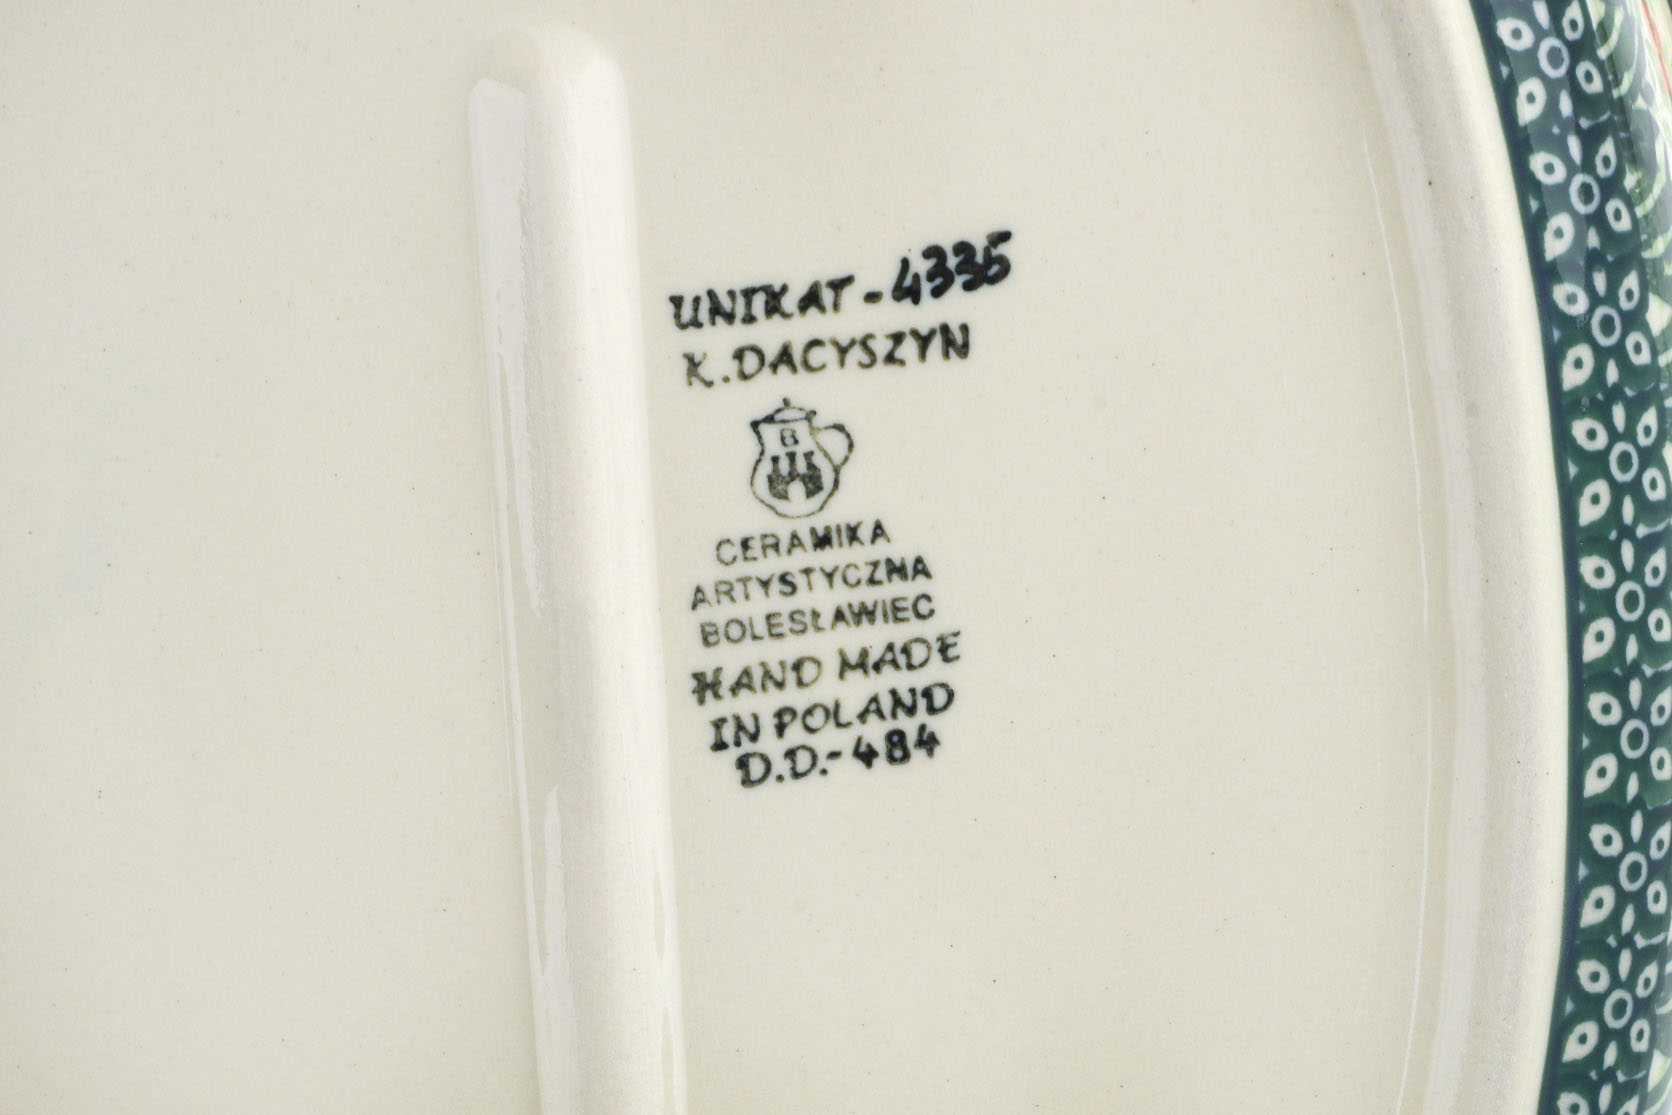 UNIKAT-4335
K.DACYSZYN
B
CERAMIKA
ARTYSTYCZNA
BOLESŁAWIEC
HAND MADE
IN POLAND
D.D.-484